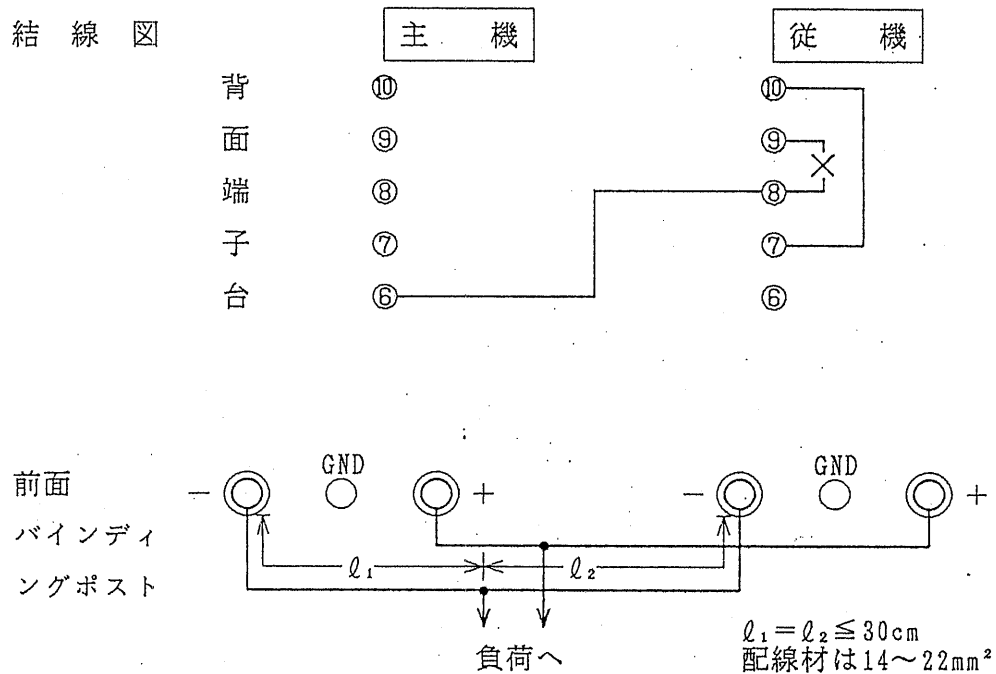 結線図 主機 従機
背 ⑩ ⑩
面 ⑨ ⑨
端 ⑧ ⑧
子 ⑦ ⑦
台 ⑥ ⑥
GND GND
前面 − + − +
バインディ
ングポスト ℓ₁ ℓ₂
負荷へ
ℓ₁=ℓ₂≦30cm
配線材は14~22mm²